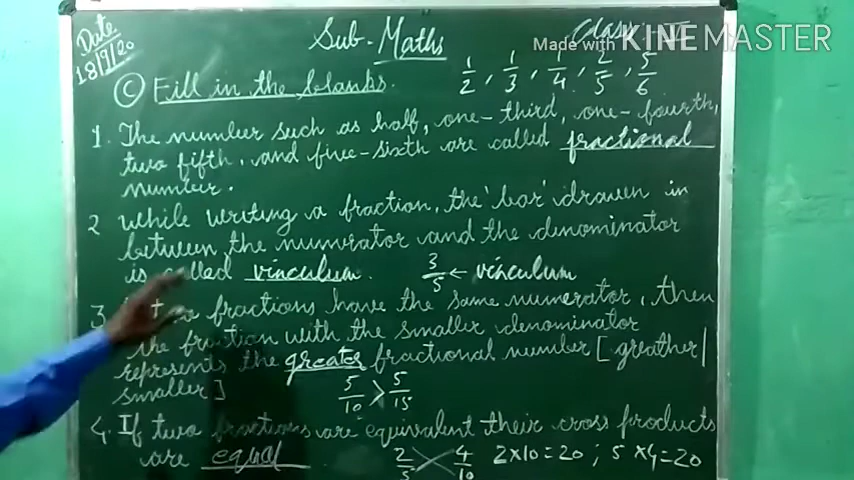 Date
18/9/20
Sub- Maths
Class- V
Made with KINEMASTER
(C) Fill in the blanks. 1/2, 1/3, 1/4, 2/5, 5/6
1. The number such as half, one-third, one-fourth,
two fifth, and five-sixth are called fractional
number.
2 While writing a fraction, the 'bar' drawn in
between the numirator and the denominator
is called vinculum. 3/5 ← vinculum
3. fractions have the same numerator, then
the fraction with the smaller denominator
represents the greater fractional number [greather/
smaller] 5/10 > 5/15
4. If two fractions are equivalent their cross products
are equal 2/5 4/10 2×10=20 ; 5×4=20